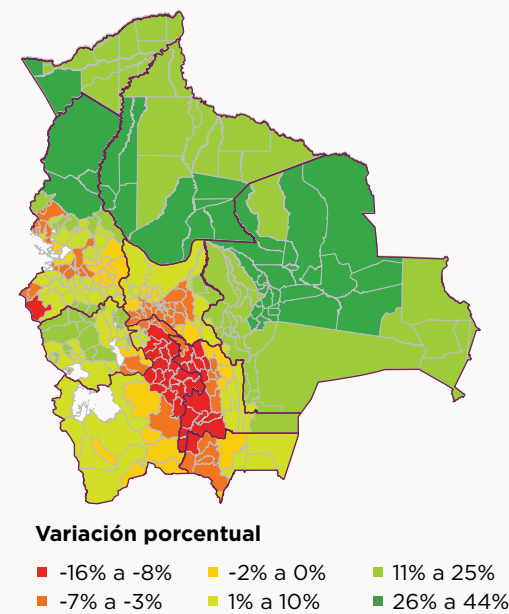 Variación porcentual
-16% a -8%
-2% a 0%
11% a 25%
-7% a -3%
1% a 10%
26% a 44%